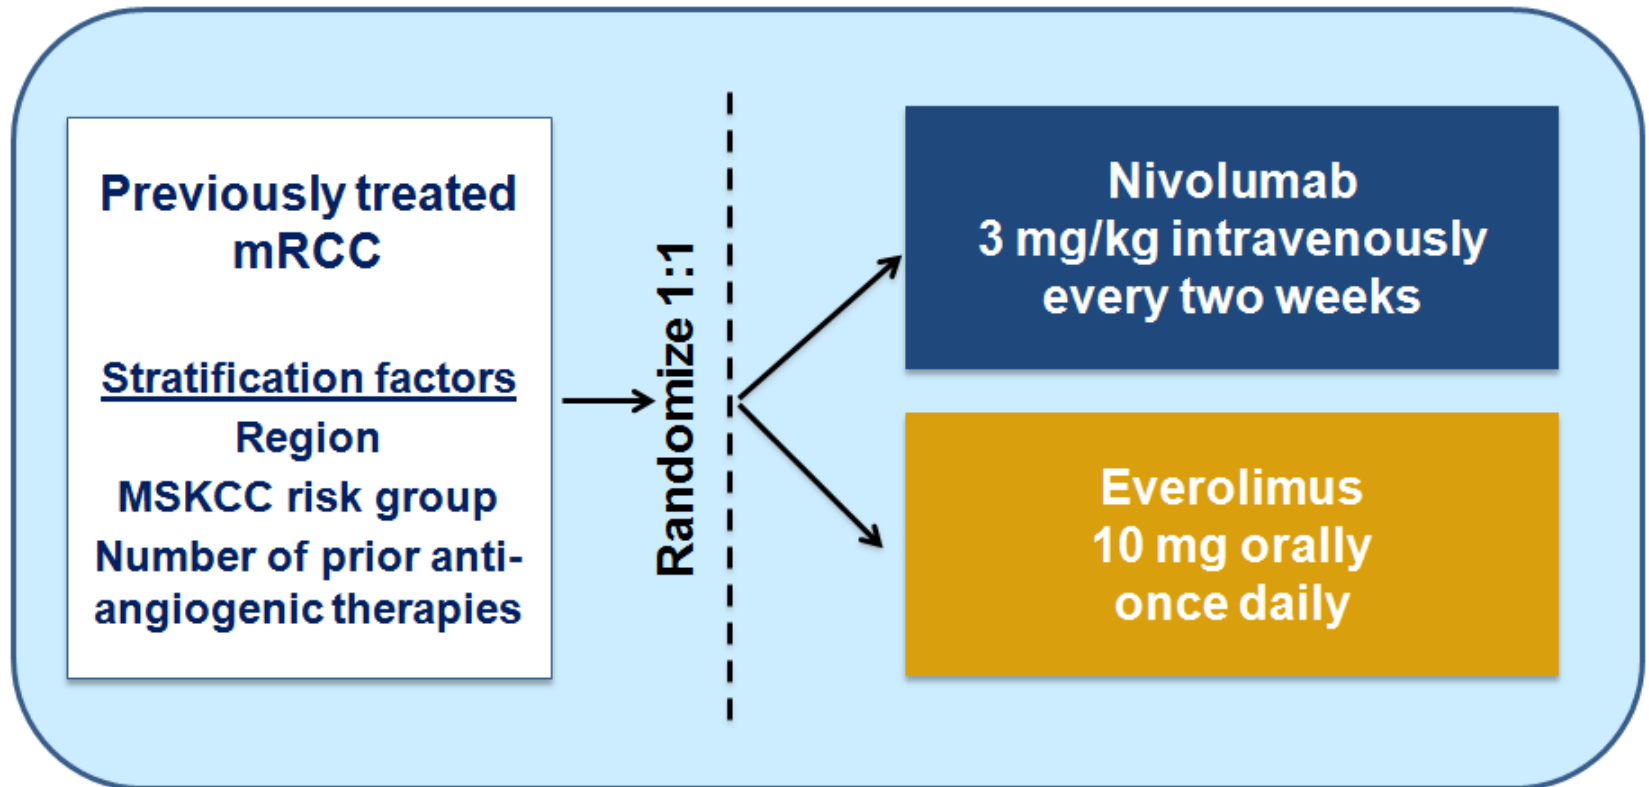 Previously treated
mRCC
Stratification factors
Region
MSKCC risk group
Number of prior anti-
angiogenic therapies
Randomize 1:1
Nivolumab
3 mg/kg intravenously
every two weeks
Everolimus
10 mg orally
once daily